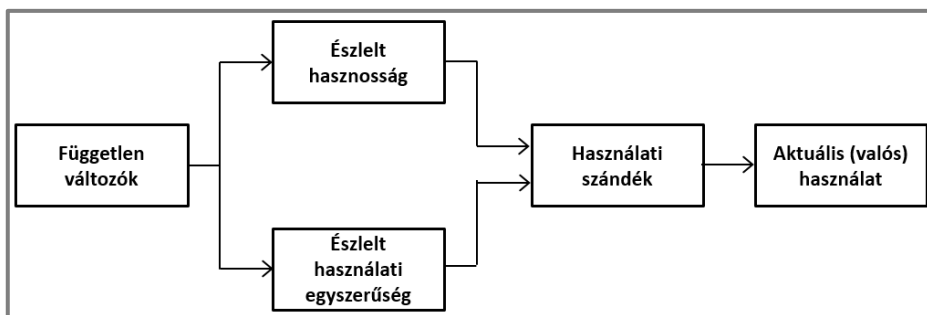 Észlelt
hasznosság
Független
változók
Használati
szándék
Aktuális (valós)
használat
Észlelt
használati
egyszerűség